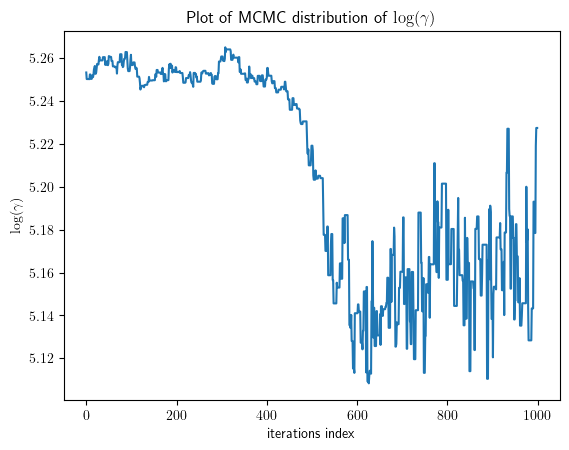 Plot of MCMC distribution of log(γ)
5.26
5.24
5.22
5.20
5.18
5.16
5.14
5.12
log(γ)
0 200 400 600 800 1000
iterations index